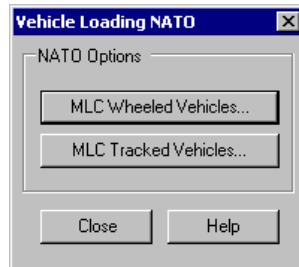 Vehicle Loading NATO
NATO Options
MLC Wheeled Vehicles...
MLC Tracked Vehicles...
Close Help